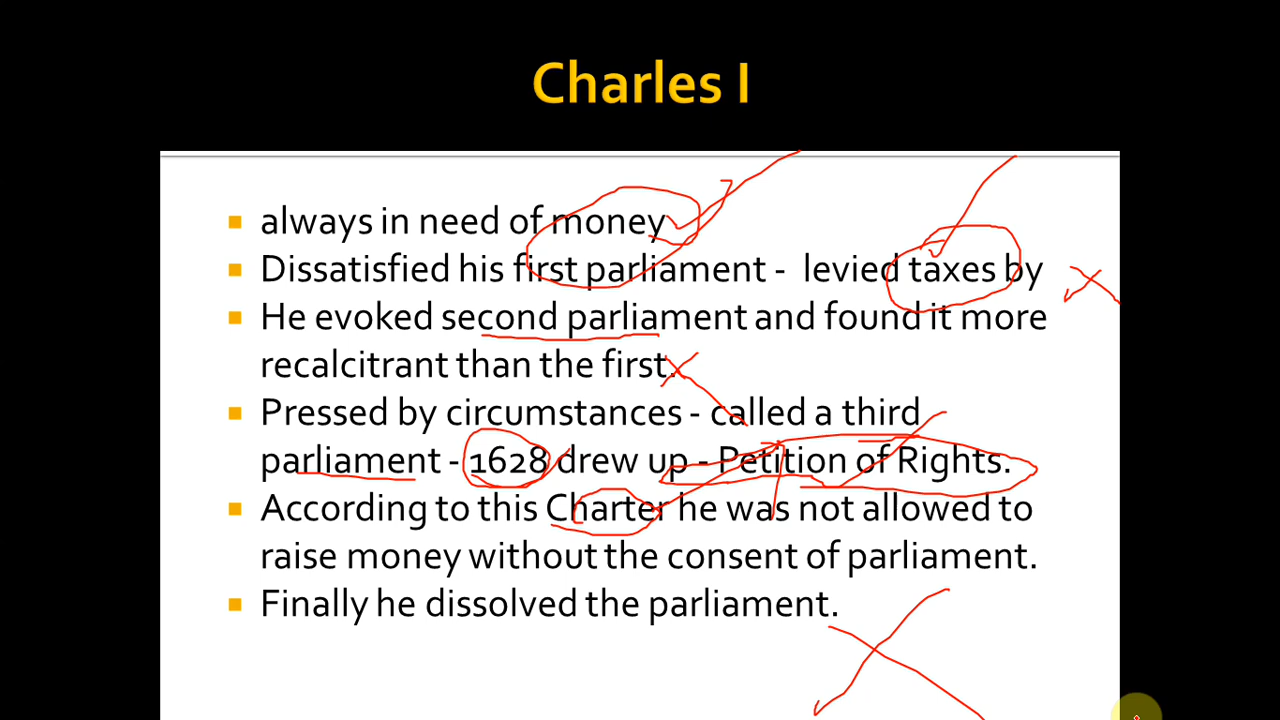 Charles I
always in need of money
Dissatisfied his first parliament - levied taxes by
He evoked second parliament and found it more
recalcitrant than the first.
Pressed by circumstances - called a third
parliament - 1628 drew up - Petition of Rights.
According to this Charter he was not allowed to
raise money without the consent of parliament.
Finally he dissolved the parliament.